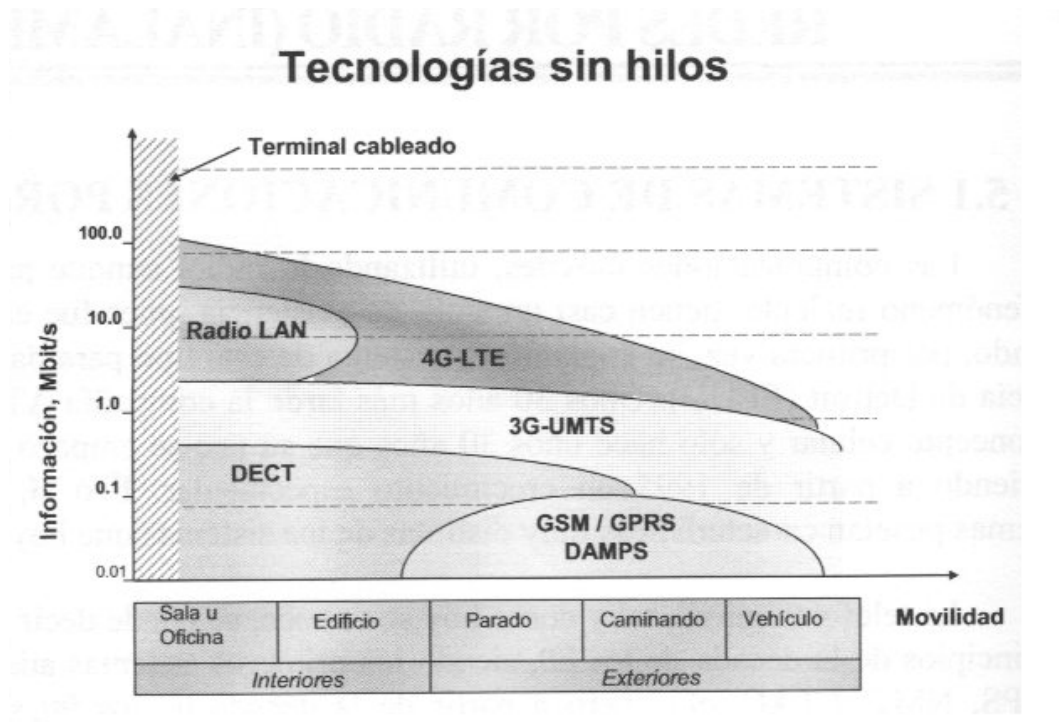 Tecnologías sin hilos
Terminal cableado
100.0
10.0
1.0
0.1
0.01
Información, Mbit/s
Radio LAN
4G-LTE
3G-UMTS
DECT
GSM / GPRS
DAMPS
Sala u
Oficina
Edificio
Parado
Caminando
Vehículo
Movilidad
Interiores
Exteriores